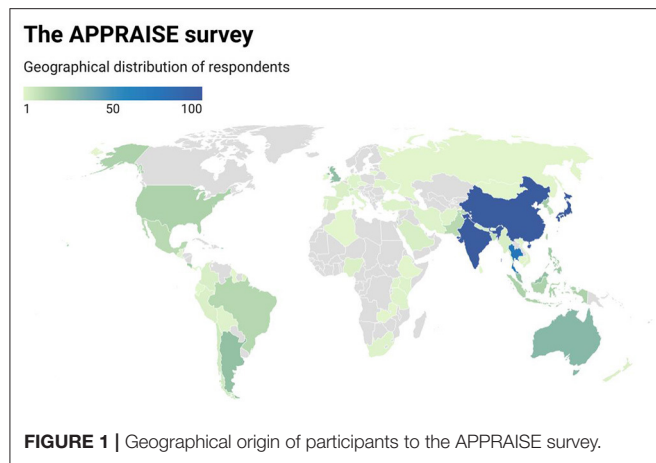 The APPRAISE survey
Geographical distribution of respondents
1 50 100
FIGURE 1 | Geographical origin of participants to the APPRAISE survey.